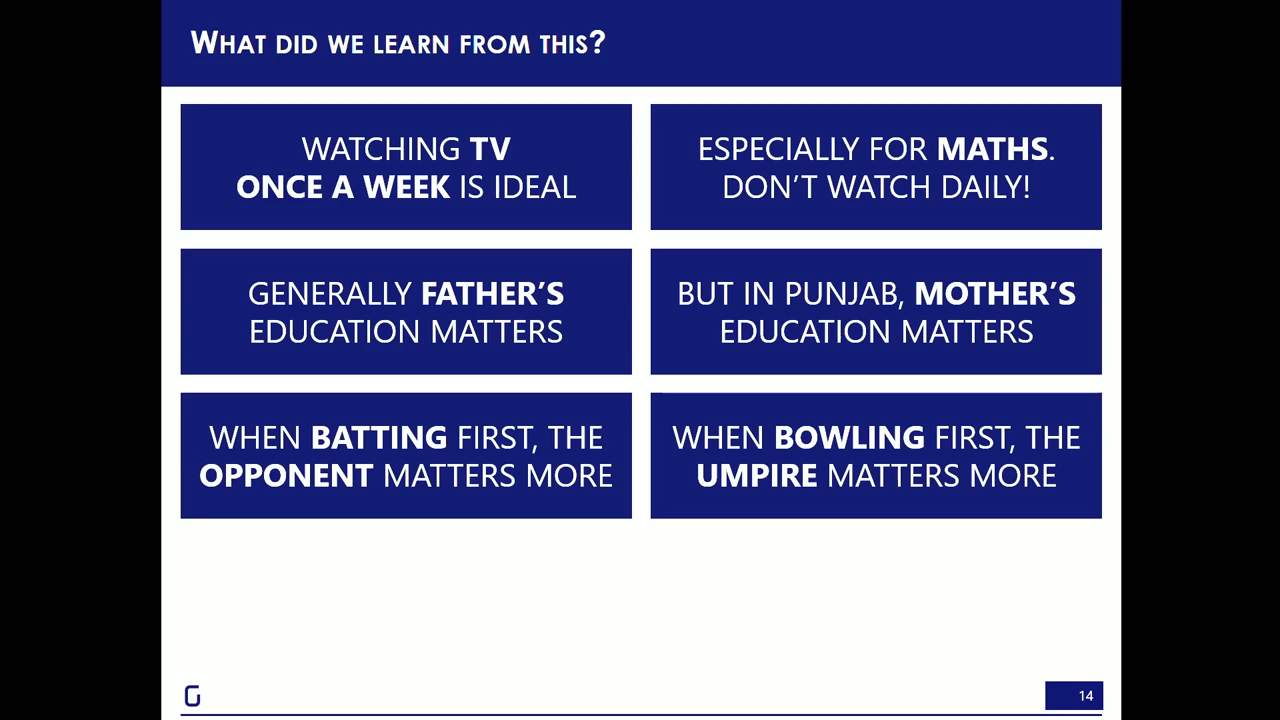 WHAT DID WE LEARN FROM THIS?
WATCHING TV
ONCE A WEEK IS IDEAL
ESPECIALLY FOR MATHS.
DON'T WATCH DAILY!
GENERALLY FATHER'S
EDUCATION MATTERS
BUT IN PUNJAB, MOTHER'S
EDUCATION MATTERS
WHEN BATTING FIRST, THE
OPPONENT MATTERS MORE
WHEN BOWLING FIRST, THE
UMPIRE MATTERS MORE
G
14